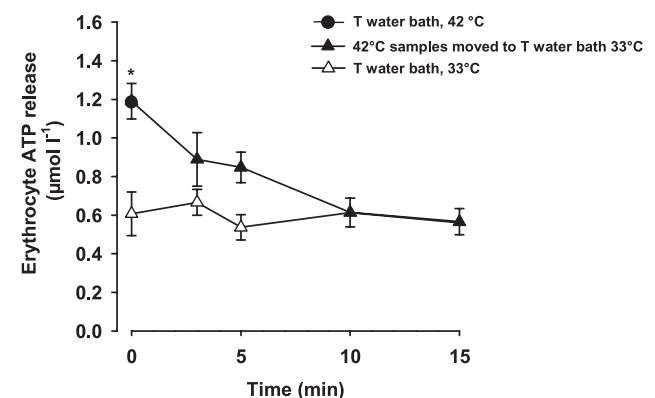 T water bath, 42 °C
42°C samples moved to T water bath 33°C
T water bath, 33°C
Erythrocyte ATP release
(µmol l⁻¹)
1.6
1.4
1.2
1.0
0.8
0.6
0.4
0.2
0.0
*
0 5 10 15
Time (min)